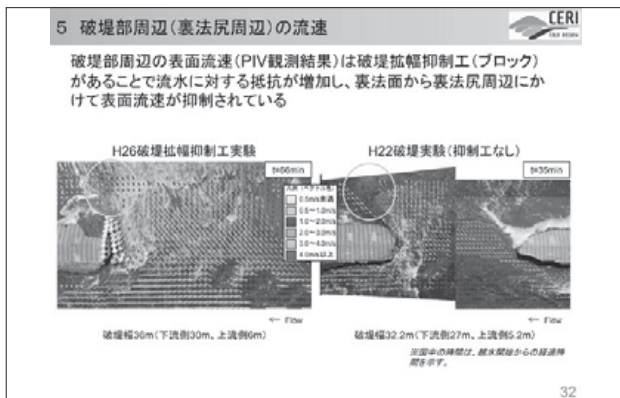 5 破堤部周辺(裏法尻周辺)の流速
CERI
破堤部周辺の表面流速(PIV観測結果)は破堤拡幅抑制工(ブロック)
があることで流水に対する抵抗が増加し、裏法面から裏法尻周辺にか
けて表面流速が抑制されている
H26破堤拡幅抑制工実験
H22破堤実験(抑制工なし)
t=66min
t=35min
0.5m/s未満
0.5~1.0m/s
1.0~2.0m/s
2.0~3.0m/s
3.0~4.0m/s
4.0m/s以上
← Flow
← Flow
破堤幅36m(下流側30m、上流側6m)
破堤幅32.2m(下流側27m、上流側5.2m)
※図中の時間は、越水開始からの経過時
間を示す。
32